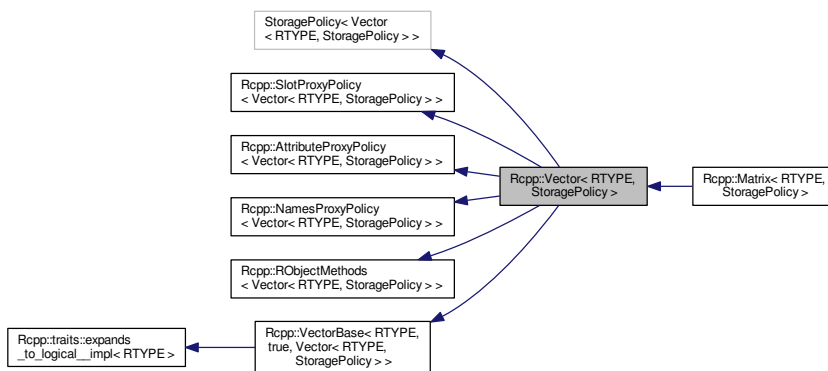 StoragePolicy< Vector
< RTYPE, StoragePolicy > >
Rcpp::SlotProxyPolicy
< Vector< RTYPE, StoragePolicy > >
Rcpp::AttributeProxyPolicy
< Vector< RTYPE, StoragePolicy > >
Rcpp::Vector< RTYPE,
StoragePolicy >
Rcpp::Matrix< RTYPE,
StoragePolicy >
Rcpp::NamesProxyPolicy
< Vector< RTYPE, StoragePolicy > >
Rcpp::RObjectMethods
< Vector< RTYPE, StoragePolicy > >
Rcpp::traits::expands
_to_logical__impl< RTYPE >
Rcpp::VectorBase< RTYPE,
true, Vector< RTYPE,
StoragePolicy > >